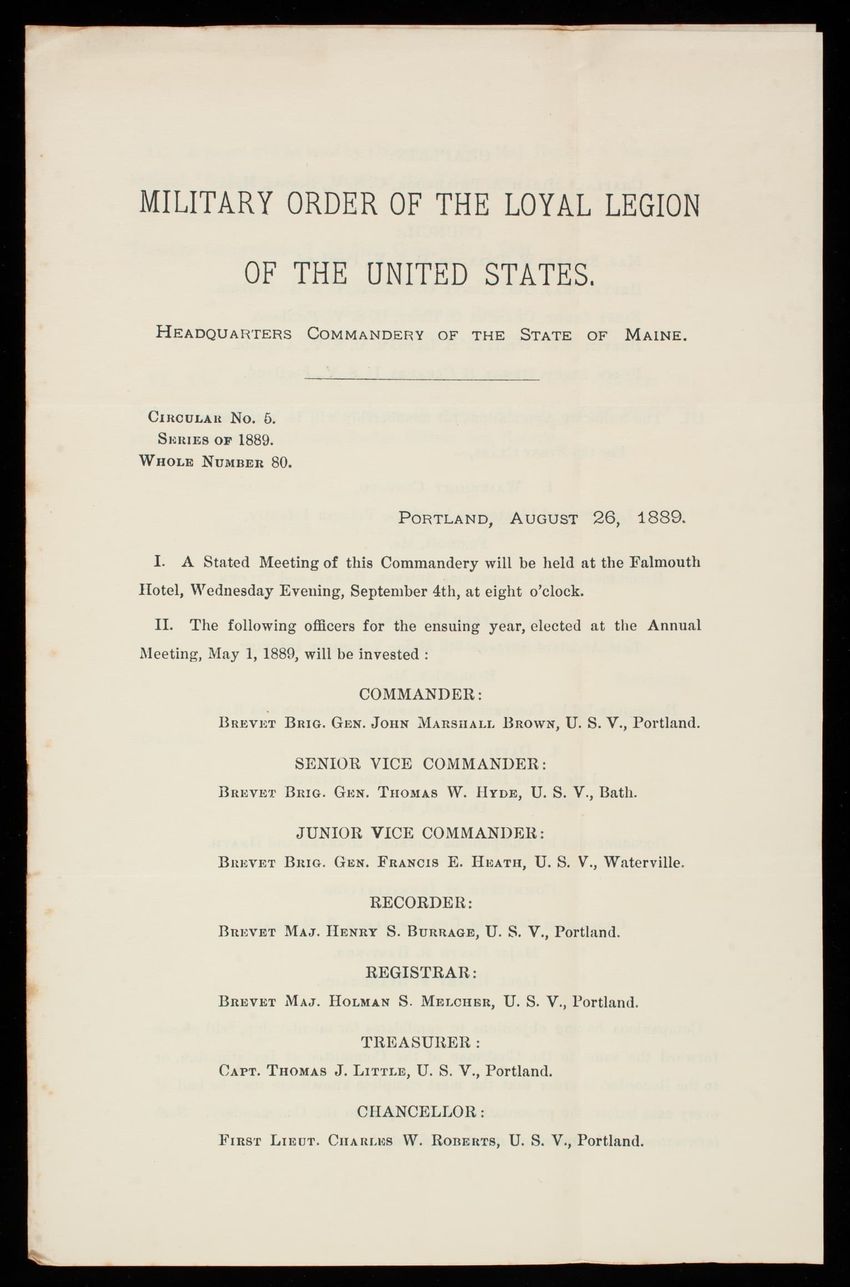 MILITARY ORDER OF THE LOYAL LEGION
OF THE UNITED STATES.
HEADQUARTERS COMMANDERY OF THE STATE OF MAINE.
CIRCULAR NO. 5.
SERIES OF 1889.
WHOLE NUMBER 80.
PORTLAND, AUGUST 26, 1889.
I. A Stated Meeting of this Commandery will be held at the Falmouth
Hotel, Wednesday Evening, September 4th, at eight o'clock.
II. The following officers for the ensuing year, elected at the Annual
Meeting, May 1, 1889, will be invested :
COMMANDER:
BREVET BRIG. GEN. JOHN MARSHALL BROWN, U. S. V., Portland.
SENIOR VICE COMMANDER:
BREVET BRIG. GEN. THOMAS W. HYDE, U. S. V., Bath.
JUNIOR VICE COMMANDER:
BREVET BRIG. GEN. FRANCIS E. HEATH, U. S. V., Waterville.
RECORDER:
BREVET MAJ. HENRY S. BURRAGE, U. S. V., Portland.
REGISTRAR:
BREVET MAJ. HOLMAN S. MELCHER, U. S. V., Portland.
TREASURER :
CAPT. THOMAS J. LITTLE, U. S. V., Portland.
CHANCELLOR:
FIRST LIEUT. CHARLES W. ROBERTS, U. S. V., Portland.